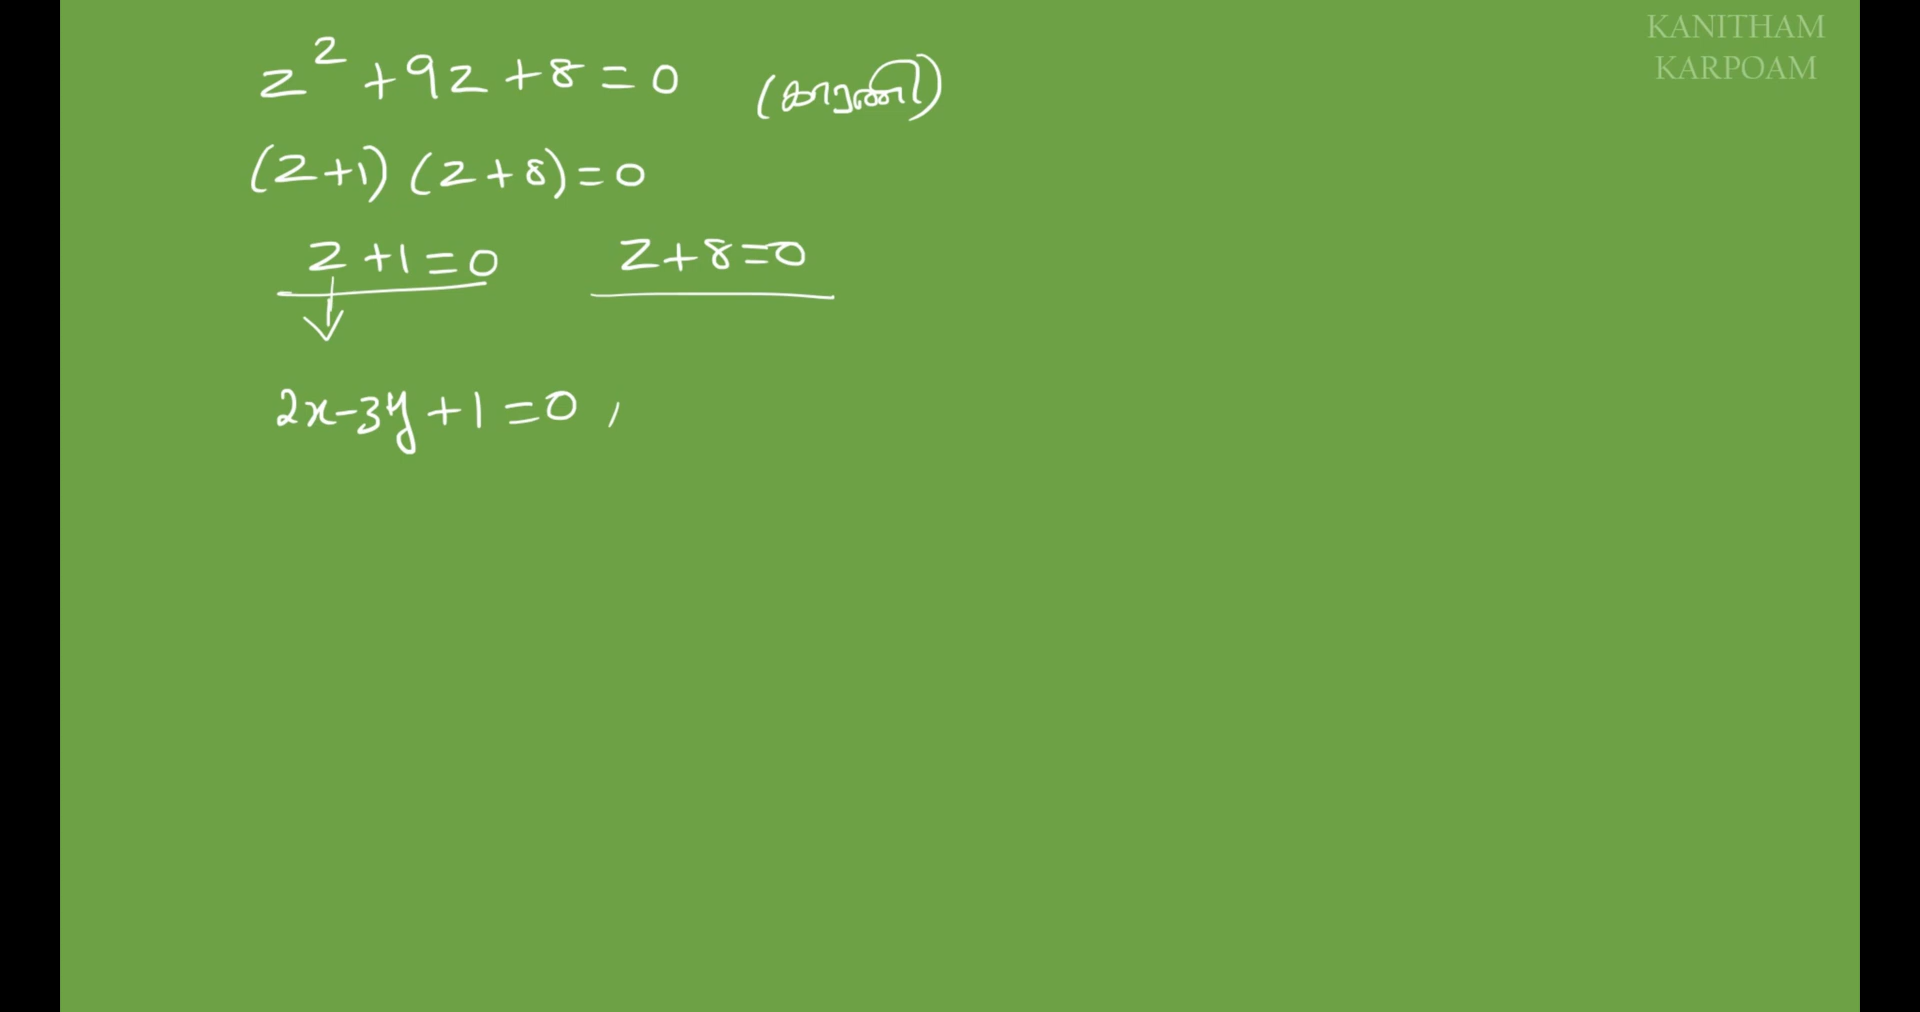 z² + 9z + 8 = 0 (காரணி)
(z+1) (z+8) = 0
z + 1 = 0 z + 8 = 0
2x - 3y + 1 = 0 ,
KANITHAM
KARPOAM